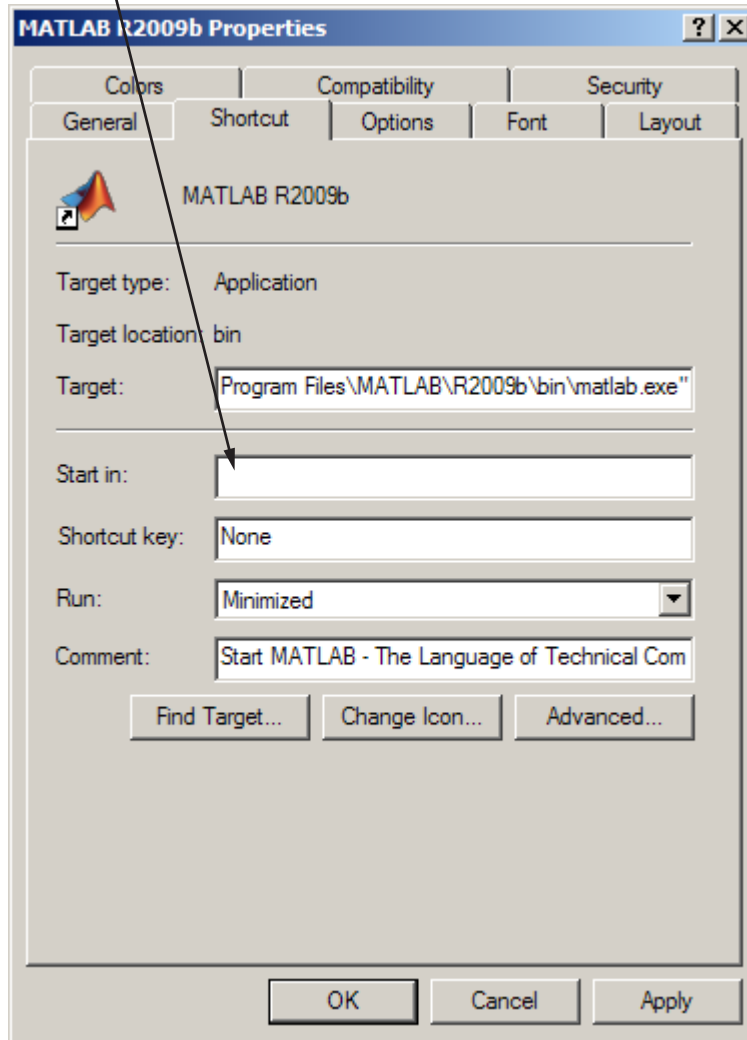 MATLAB R2009b Properties
Colors Compatibility Security
General Shortcut Options Font Layout
MATLAB R2009b
Target type: Application
Target location: bin
Target: Program Files\MATLAB\R2009b\bin\matlab.exe"
Start in:
Shortcut key: None
Run: Minimized
Comment: Start MATLAB - The Language of Technical Com
Find Target... Change Icon... Advanced...
OK Cancel Apply